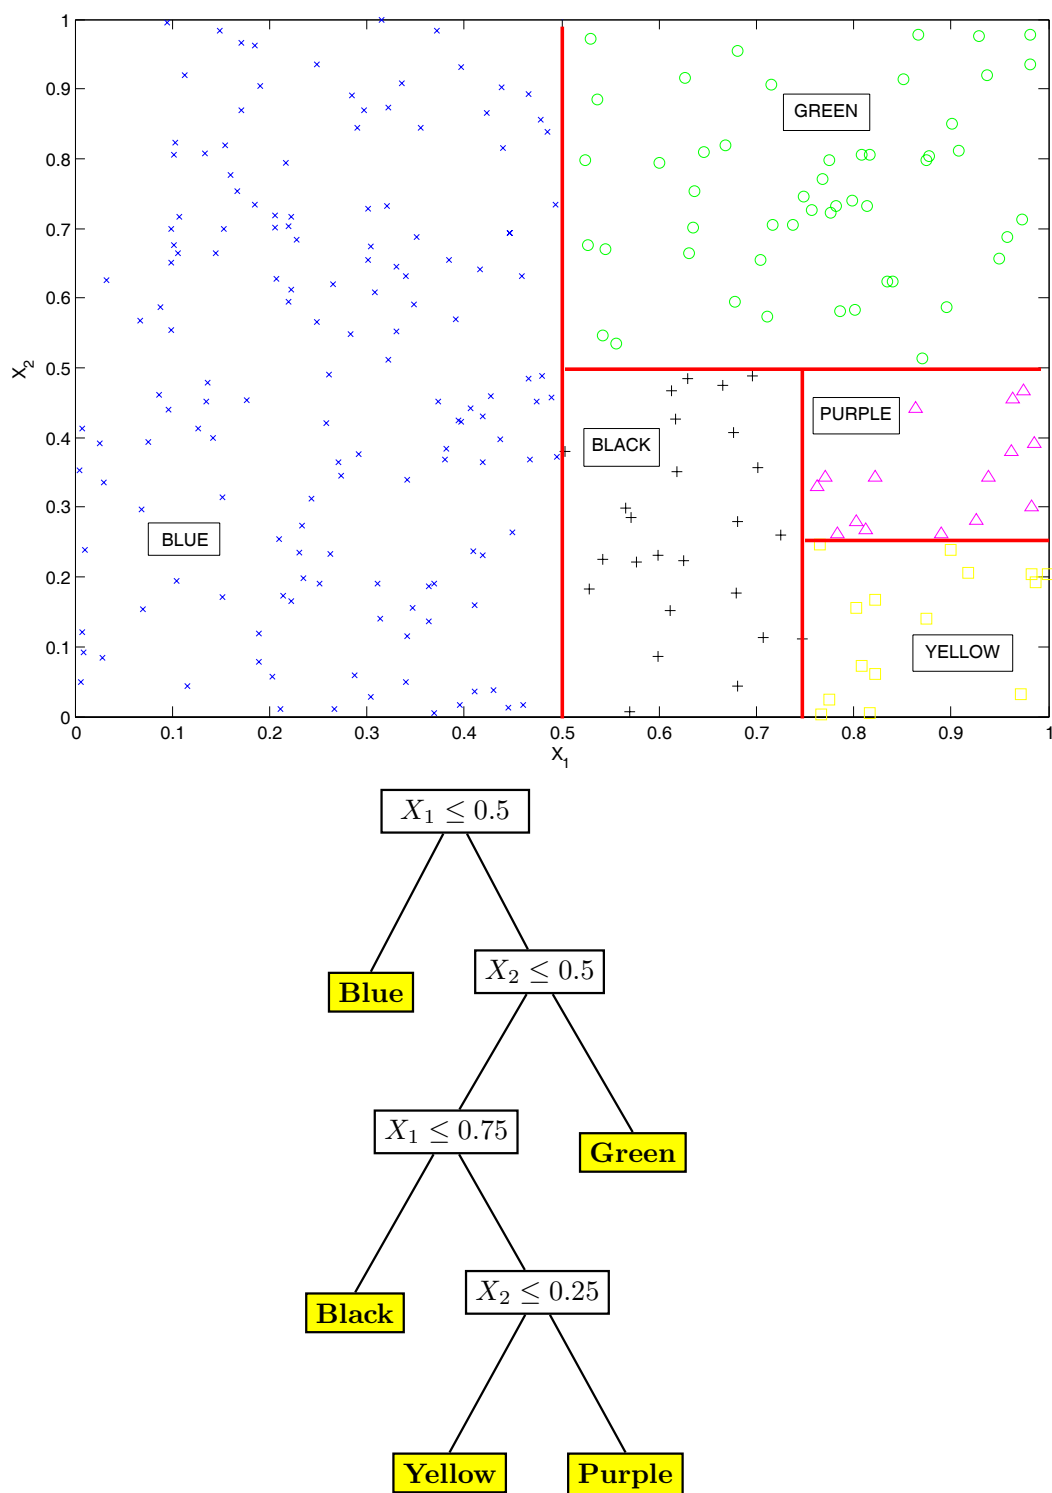 1
0.9
GREEN
0.8
0.7
0.6
X2
0.5
PURPLE
0.4
BLACK
0.3
BLUE
0.2
0.1
YELLOW
0
0 0.1 0.2 0.3 0.4 0.5 0.6 0.7 0.8 0.9 1
X1
X1 ≤ 0.5
Blue
X2 ≤ 0.5
X1 ≤ 0.75
Green
Black
X2 ≤ 0.25
Yellow
Purple